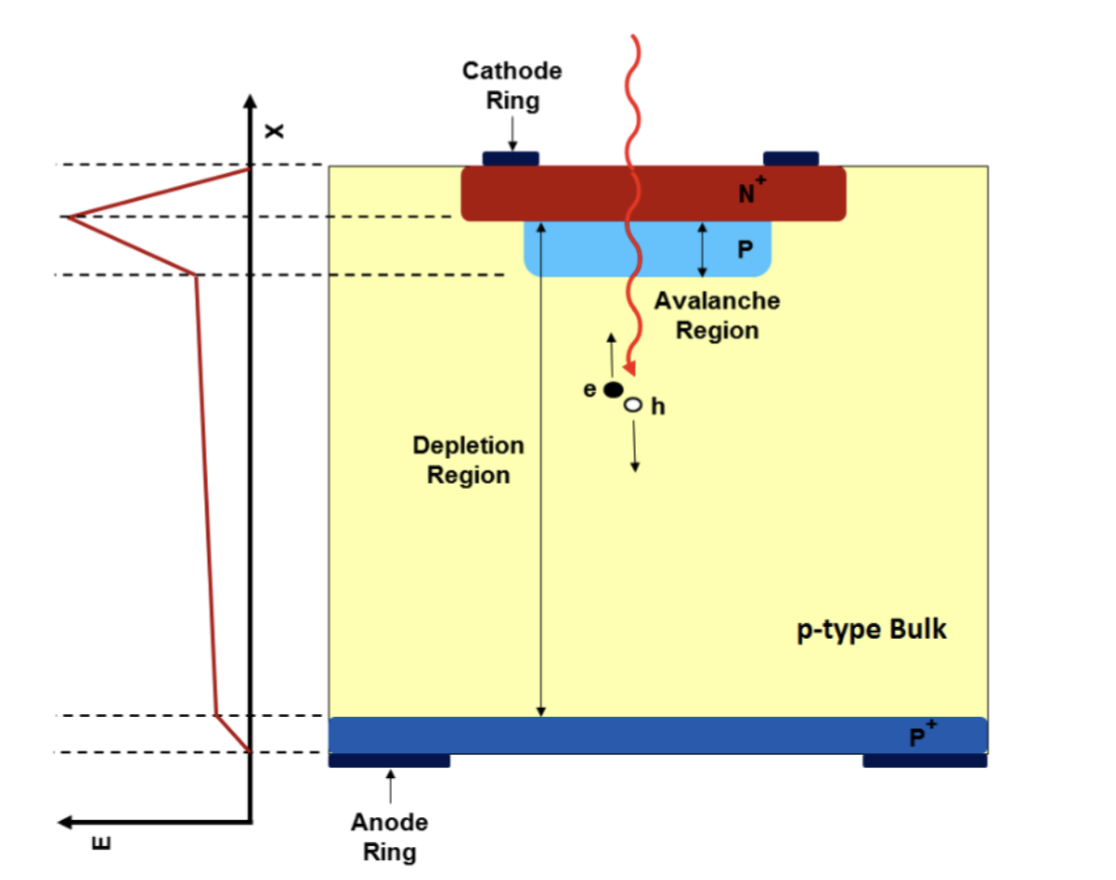 Cathode
Ring
X
N+
P
Avalanche
Region
e
h
Depletion
Region
p-type Bulk
P+
E
Anode
Ring